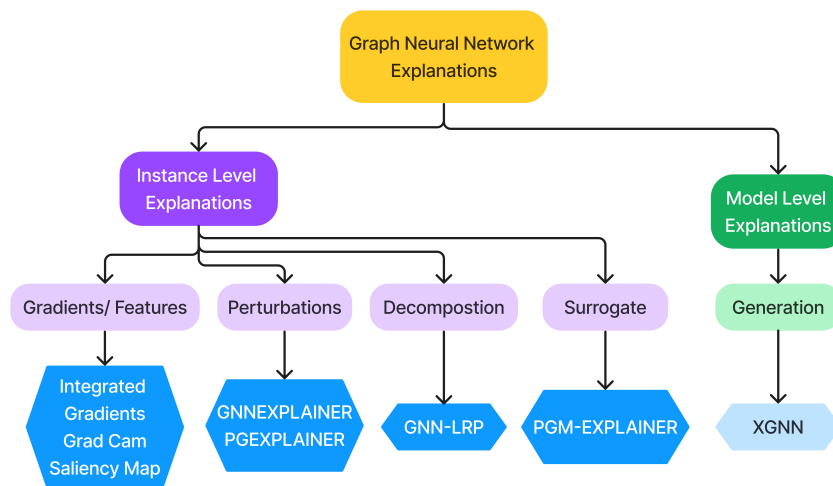 Graph Neural Network
Explanations
Instance Level
Explanations
Model Level
Explanations
Gradients/ Features
Perturbations
Decompostion
Surrogate
Generation
Integrated
Gradients
Grad Cam
Saliency Map
GNNEXPLAINER
PGEXPLAINER
GNN-LRP
PGM-EXPLAINER
XGNN